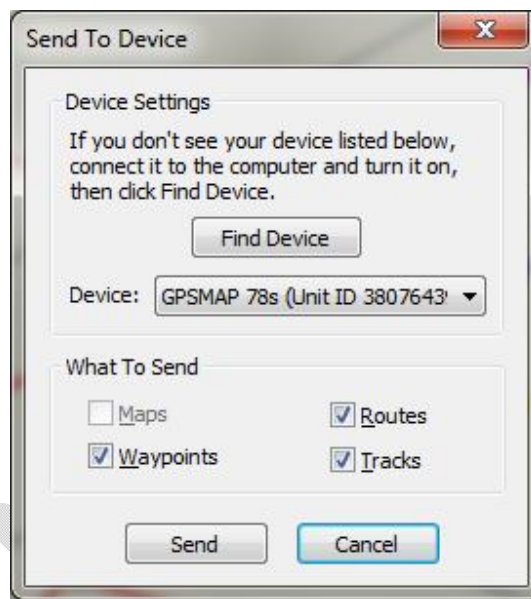 Send To Device
Device Settings
If you don't see your device listed below,
connect it to the computer and turn it on,
then click Find Device.
Find Device
Device: GPSMAP 78s (Unit ID 3807643
What To Send
Maps
Routes
Waypoints
Tracks
Send
Cancel